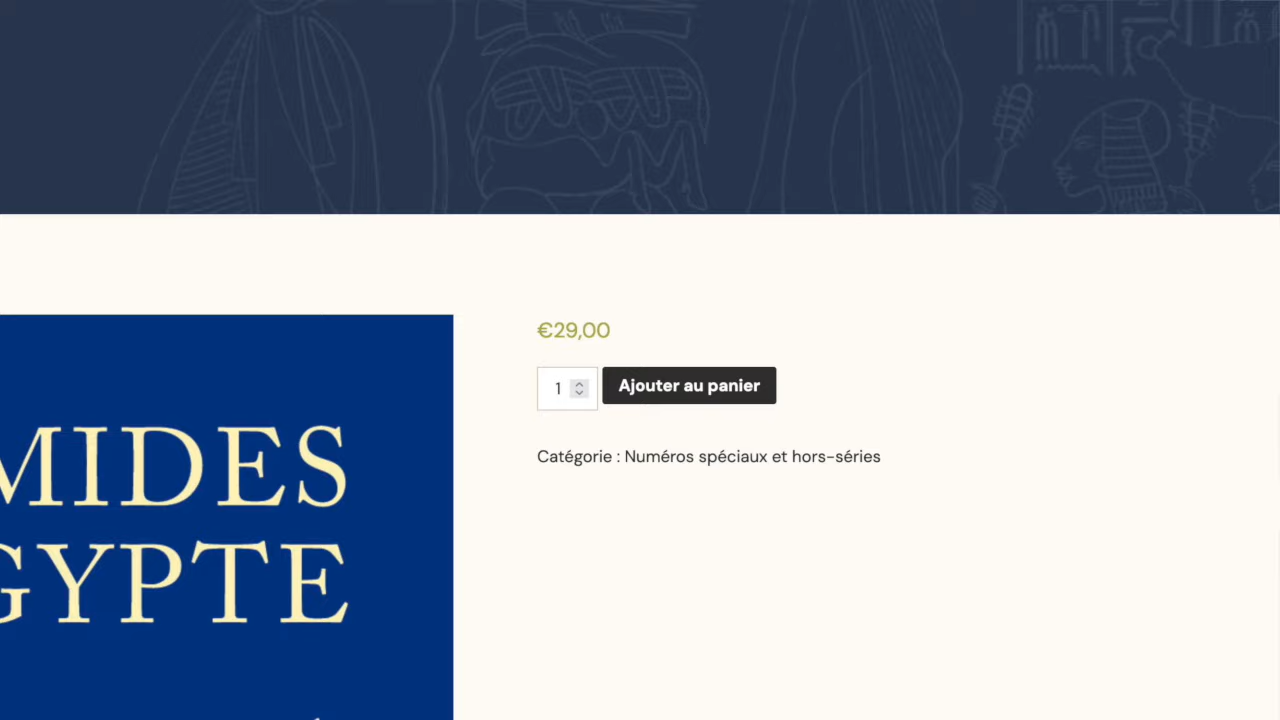 €29,00
1
Ajouter au panier
Catégorie : Numéros spéciaux et hors-séries
MIDES
GYPTE